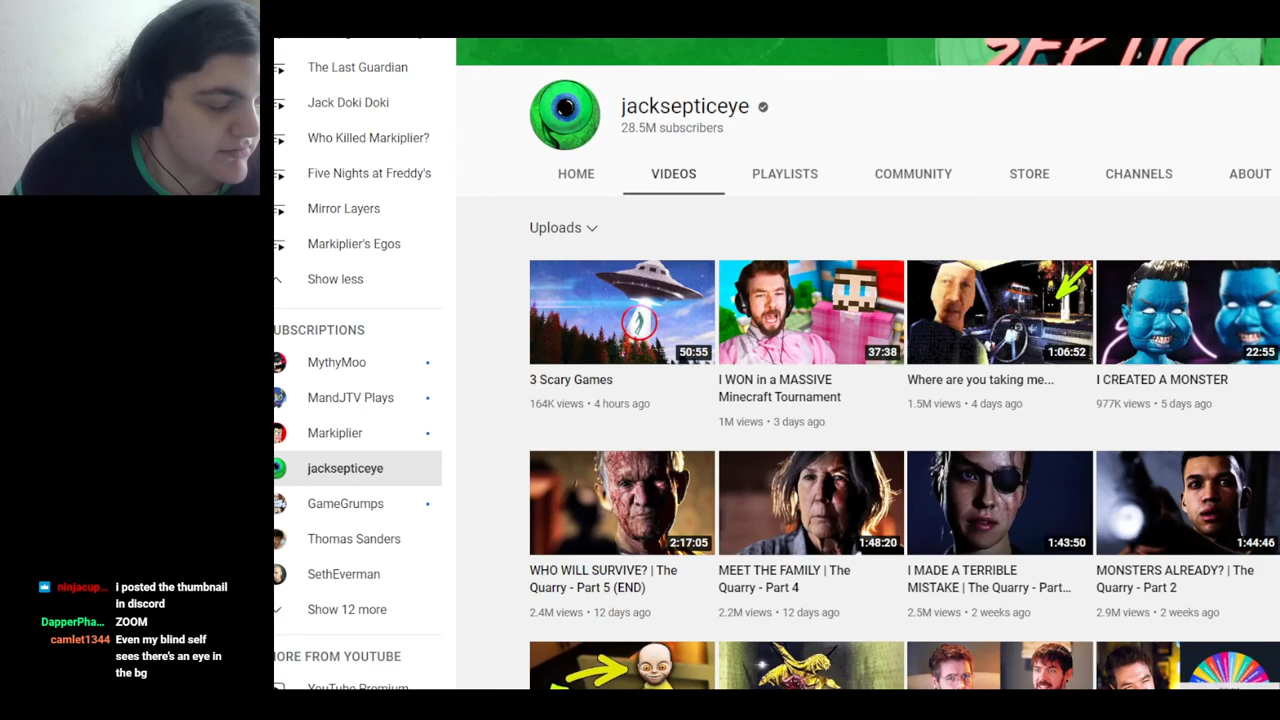 The Last Guardian
Jack Doki Doki
Who Killed Markiplier?
Five Nights at Freddy's
Mirror Layers
Markiplier's Egos
Show less
UBSCRIPTIONS
MythyMoo
MandJTV Plays
Markiplier
jacksepticeye
GameGrumps
Thomas Sanders
SethEverman
Show 12 more
IORE FROM YOUTUBE
YouTube Premium
jacksepticeye
28.5M subscribers
HOME VIDEOS PLAYLISTS COMMUNITY STORE CHANNELS ABOUT
Uploads
50:55
3 Scary Games
164K views • 4 hours ago
37:38
I WON in a MASSIVE
Minecraft Tournament
1M views • 3 days ago
1:06:52
Where are you taking me...
1.5M views • 4 days ago
22:55
I CREATED A MONSTER
977K views • 5 days ago
2:17:05
WHO WILL SURVIVE? | The
Quarry - Part 5 (END)
2.4M views • 12 days ago
1:48:20
MEET THE FAMILY | The
Quarry - Part 4
2.2M views • 12 days ago
1:43:50
I MADE A TERRIBLE
MISTAKE | The Quarry - Part...
2.5M views • 2 weeks ago
1:44:46
MONSTERS ALREADY? | The
Quarry - Part 2
2.9M views • 2 weeks ago
ninjacup... i posted the thumbnail
in discord
DapperPha... ZOOM
camlet1344 Even my blind self
sees there's an eye in
the bg